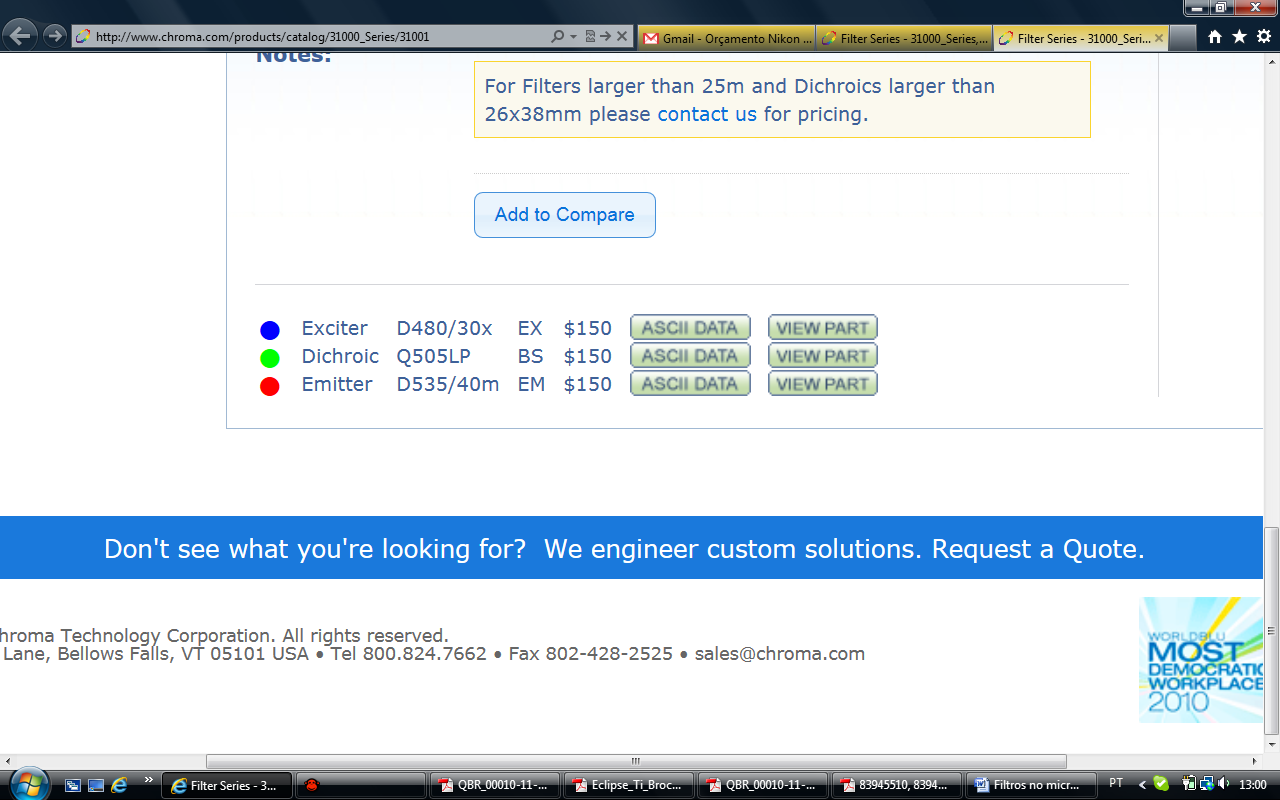 http://www.chroma.com/products/catalog/31000_Series/31001
Gmail - Orçamento Nikon ...
Filter Series - 31000_Series,...
Filter Series - 31000_Seri...
Notes:
For Filters larger than 25m and Dichroics larger than
26x38mm please contact us for pricing.
Add to Compare
Exciter D480/30x EX $150 ASCII DATA VIEW PART
Dichroic Q505LP BS $150 ASCII DATA VIEW PART
Emitter D535/40m EM $150 ASCII DATA VIEW PART
Don't see what you're looking for? We engineer custom solutions. Request a Quote.
hroma Technology Corporation. All rights reserved.
Lane, Bellows Falls, VT 05101 USA • Tel 800.824.7662 • Fax 802-428-2525 • sales@chroma.com
WORLDBLU
MOST
DEMOCRATIC
WORKPLACE
2010
Filter Series - 3...
QBR_00010-11-...
Eclipse_Ti_Broc...
QBR_00010-11-...
83945510, 8394...
Filtros no micr...
PT
13:00